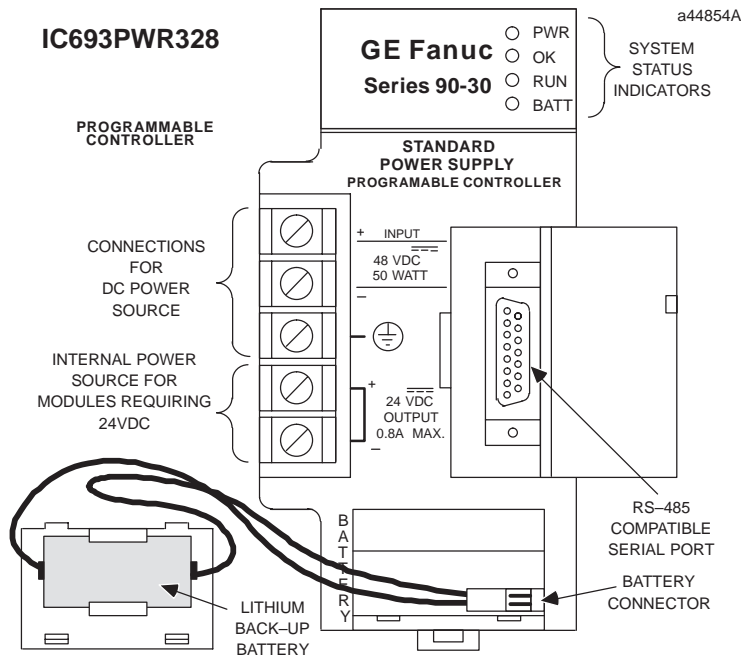 a44854A
IC693PWR328
GE Fanuc
Series 90-30
PWR
OK
RUN
BATT
SYSTEM
STATUS
INDICATORS
PROGRAMMABLE
CONTROLLER
STANDARD
POWER SUPPLY
PROGRAMABLE CONTROLLER
CONNECTIONS
FOR
DC POWER
SOURCE
+ INPUT
48 VDC
50 WATT
–
INTERNAL POWER
SOURCE FOR
MODULES REQUIRING
24VDC
+
24 VDC
OUTPUT
0.8A MAX.
–
RS–485
COMPATIBLE
SERIAL PORT
BATTERY
BATTERY
CONNECTOR
LITHIUM
BACK–UP
BATTERY